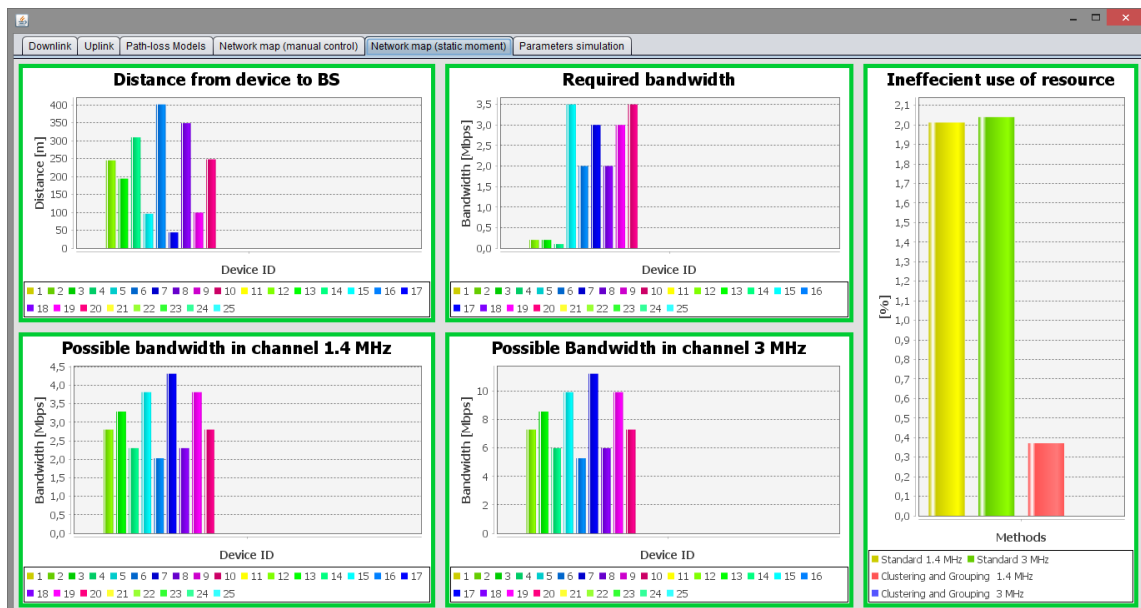 Downlink Uplink Path-loss Models Network map (manual control) Network map (static moment) Parameters simulation
Distance from device to BS
400
350
300
250
200
150
100
50
0
Distance [m]
Device ID
1 2 3 4 5 6 7 8 9 10 11 12 13 14 15 16 17
18 19 20 21 22 23 24 25
Required bandwidth
3,5
3,0
2,5
2,0
1,5
1,0
0,5
0,0
Bandwidth [Mbps]
Device ID
1 2 3 4 5 6 7 8 9 10 11 12 13 14 15 16
17 18 19 20 21 22 23 24 25
Possible bandwidth in channel 1.4 MHz
4,5
4,0
3,5
3,0
2,5
2,0
1,5
1,0
0,5
0,0
Bandwidth [Mbps]
Device ID
1 2 3 4 5 6 7 8 9 10 11 12 13 14 15 16 17
18 19 20 21 22 23 24 25
Possible Bandwidth in channel 3 MHz
10
8
6
4
2
0
Bandwidth [Mbps]
Device ID
1 2 3 4 5 6 7 8 9 10 11 12 13 14 15 16
17 18 19 20 21 22 23 24 25
Ineffecient use of resource
2,1
2,0
1,9
1,8
1,7
1,6
1,5
1,4
1,3
1,2
1,1
1,0
0,9
0,8
0,7
0,6
0,5
0,4
0,3
0,2
0,1
0,0
[%]
Methods
Standard 1.4 MHz Standard 3 MHz
Clustering and Grouping 1.4 MHz
Clustering and Grouping 3 MHz